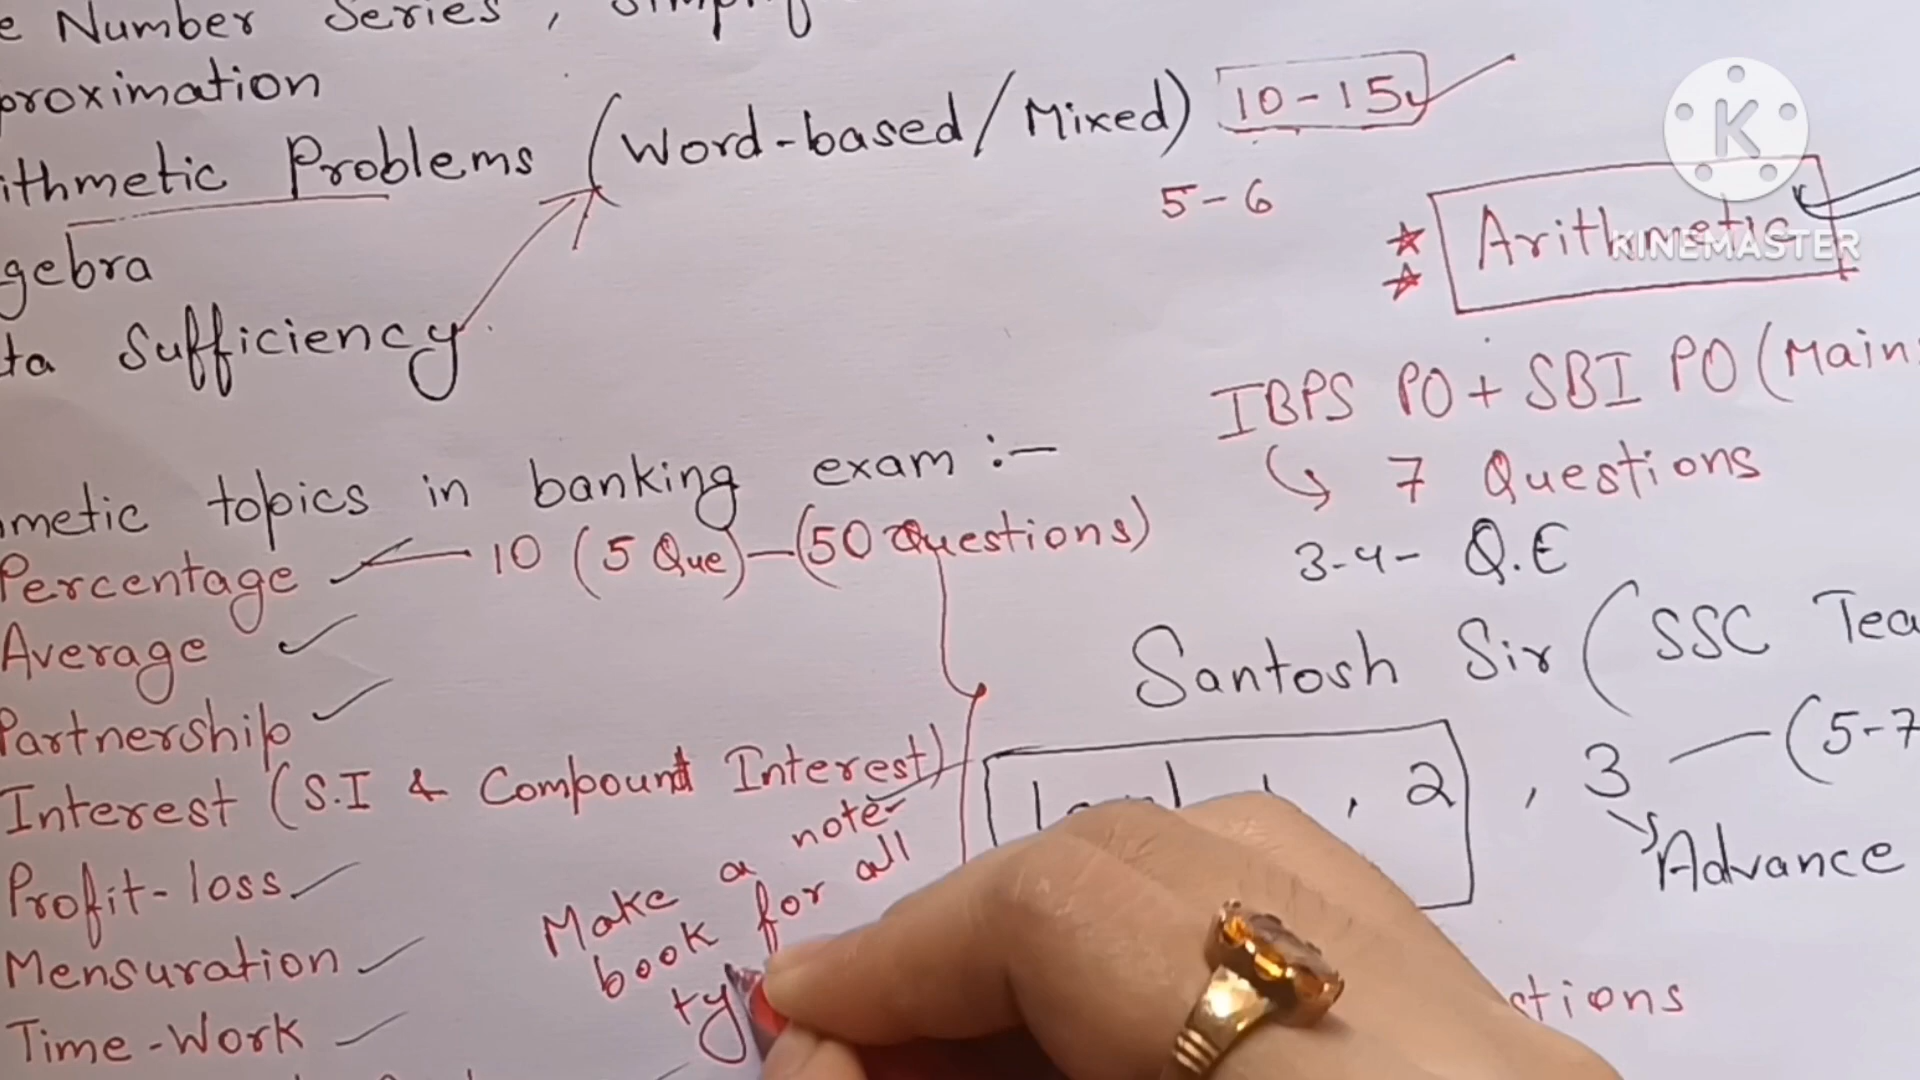 e Number Series, Simplif
proximation
ithmetic Problems (Word-based/Mixed) 10-15
5-6
Arithmetic
KINEMASTER
gebra
ta Sufficiency
IBPS PO + SBI PO (Mains
7 Questions
3-4- Q.E
metic topics in banking exam :-
Percentage 10 (5 Que) - (50 Questions)
Average
Partnership
Interest (S.I & Compound Interest)
Profit-loss
Mensuration
Time-Work
Make a note-
book for all
ty
Santosh Sir (SSC Tea
, 2 , 3 - (5-7
Advance
stions